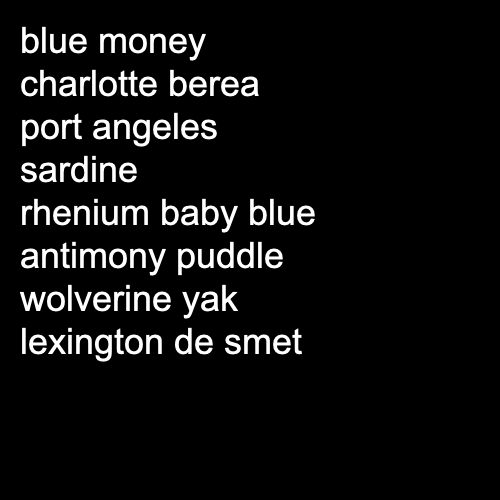 blue money
charlotte berea
port angeles
sardine
rhenium baby blue
antimony puddle
wolverine yak
lexington de smet